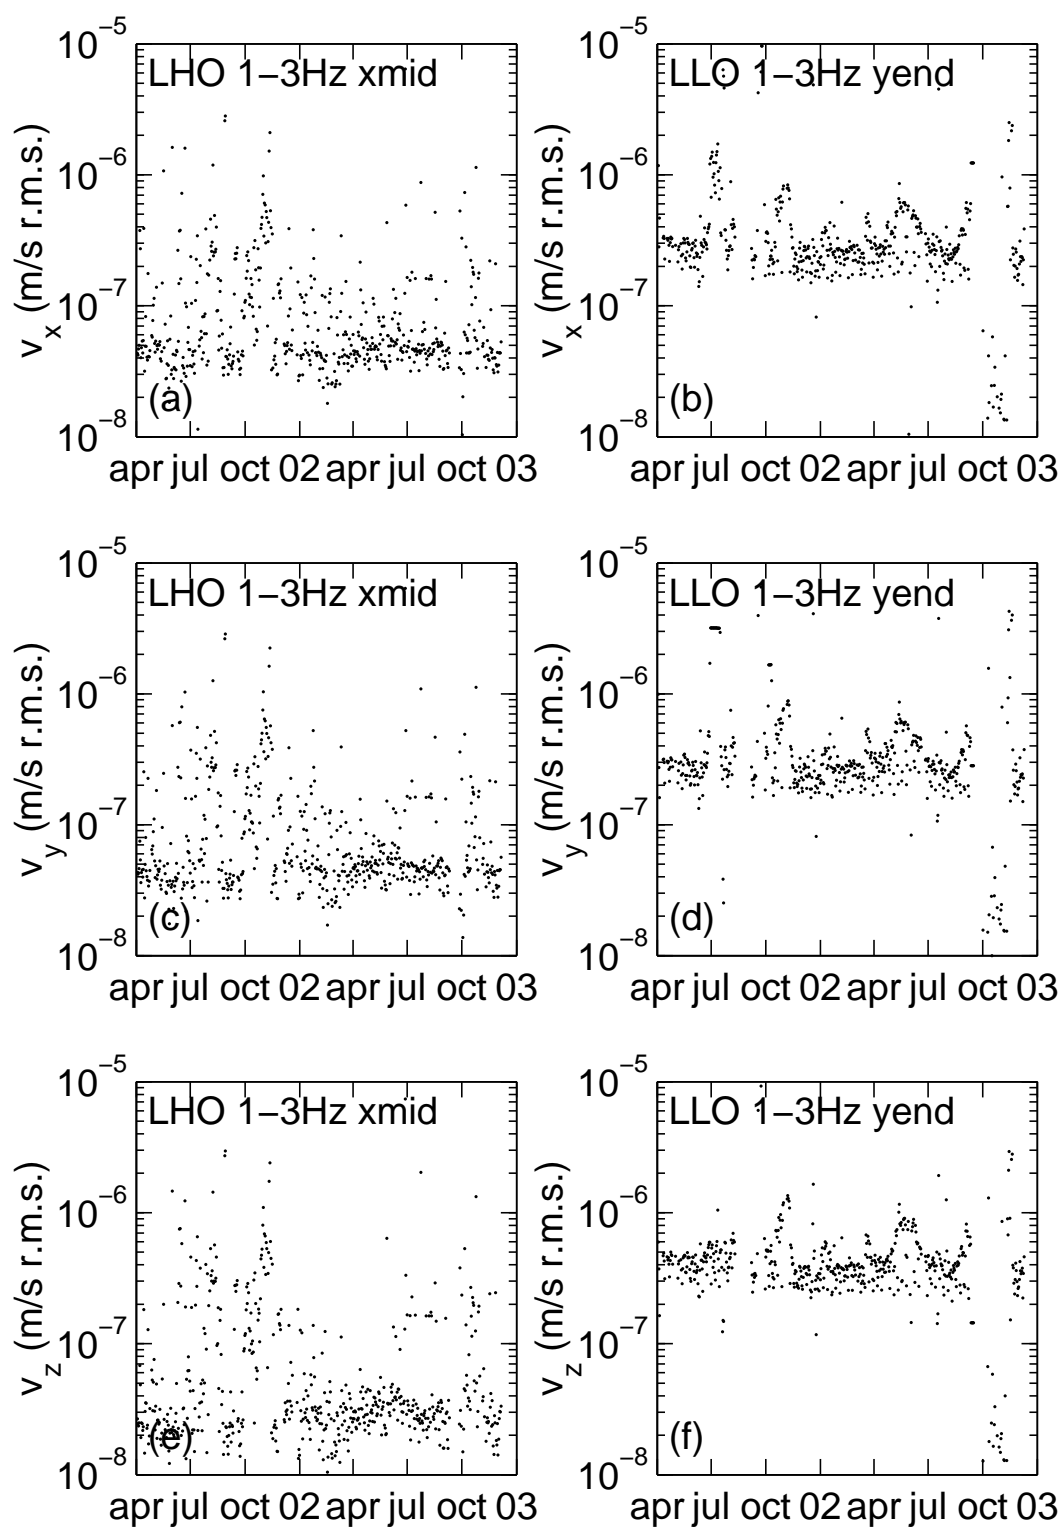 LHO 1−3Hz xmid
10⁻⁵
10⁻⁶
10⁻⁷
10⁻⁸
v_x (m/s r.m.s.)
(a)
apr jul oct 02 apr jul oct 03
LLO 1−3Hz yend
10⁻⁵
10⁻⁶
10⁻⁷
10⁻⁸
v_x (m/s r.m.s.)
(b)
apr jul oct 02 apr jul oct 03
LHO 1−3Hz xmid
10⁻⁵
10⁻⁶
10⁻⁷
10⁻⁸
v_y (m/s r.m.s.)
(c)
apr jul oct 02 apr jul oct 03
LLO 1−3Hz yend
10⁻⁵
10⁻⁶
10⁻⁷
10⁻⁸
v_y (m/s r.m.s.)
(d)
apr jul oct 02 apr jul oct 03
LHO 1−3Hz xmid
10⁻⁵
10⁻⁶
10⁻⁷
10⁻⁸
v_z (m/s r.m.s.)
(e)
apr jul oct 02 apr jul oct 03
LLO 1−3Hz yend
10⁻⁵
10⁻⁶
10⁻⁷
10⁻⁸
v_z (m/s r.m.s.)
(f)
apr jul oct 02 apr jul oct 03